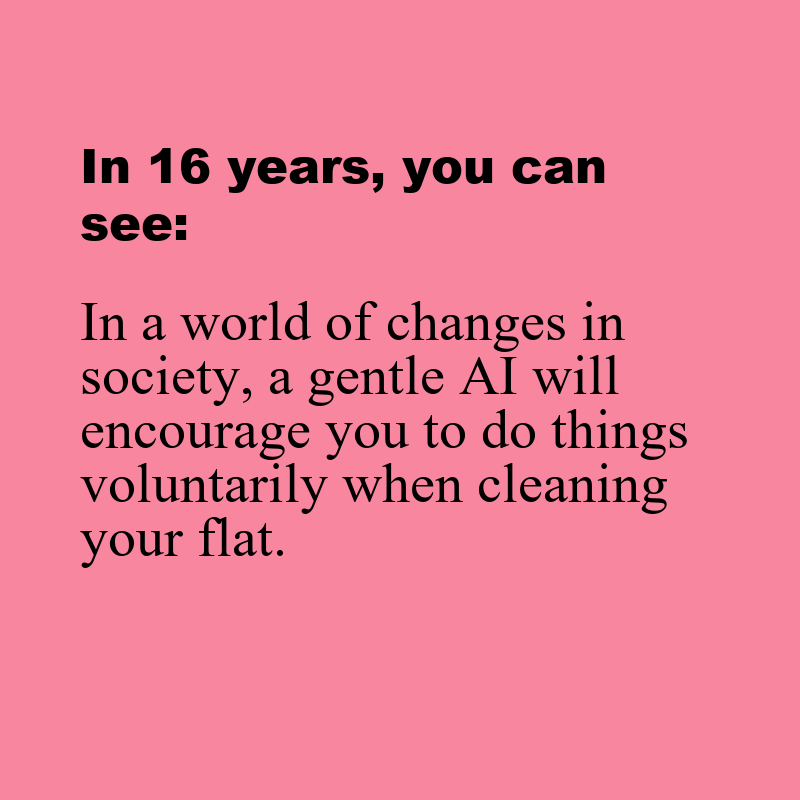 In 16 years, you can
see:
In a world of changes in
society, a gentle AI will
encourage you to do things
voluntarily when cleaning
your flat.